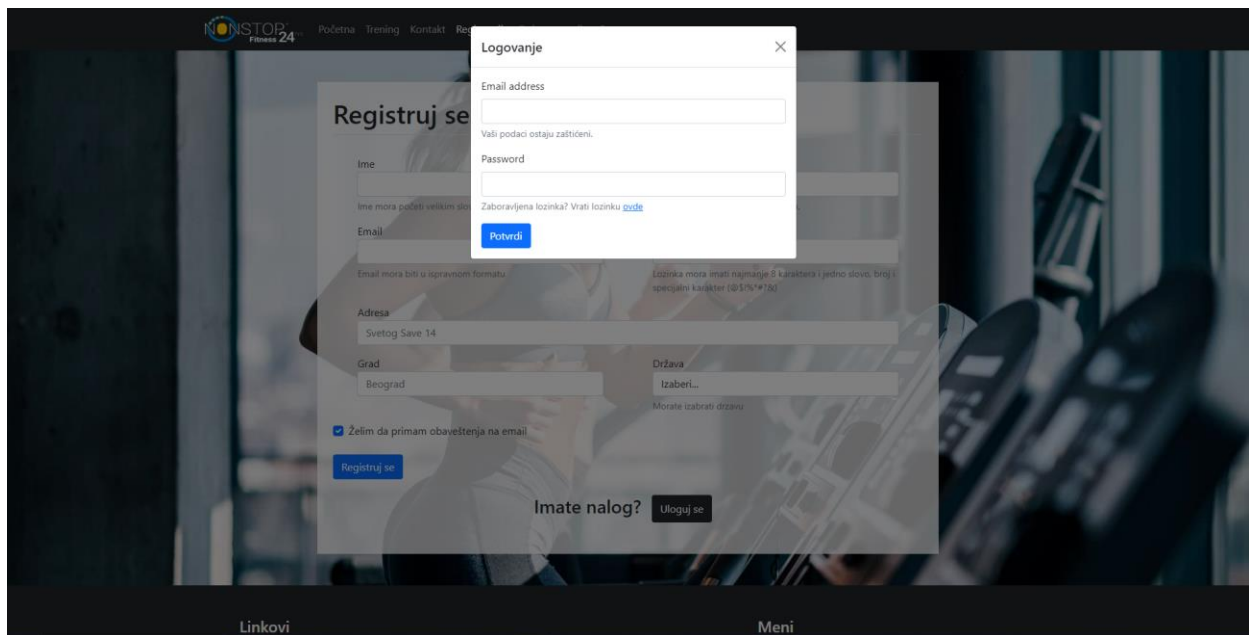 NONSTOP
Fitness 24
Početna Trening Kontakt Reg
Logovanje
Email address
Vaši podaci ostaju zaštićeni.
Password
Zaboravljena lozinka? Vrati lozinku ovde
Potvrdi
Registruj se
Ime
Ime mora početi velikim slo
Email
Email mora biti u ispravnom formatu
Lozinka mora imati najmanje 8 karaktera i jedno slovo, broj i
specijalni karakter
Adresa
Svetog Save 14
Grad
Država
Beograd
Izaberi...
Morate izabrati drzavu
Želim da primam obaveštenja na email
Registruj se
Imate nalog? Uloguj se
Linkovi
Meni